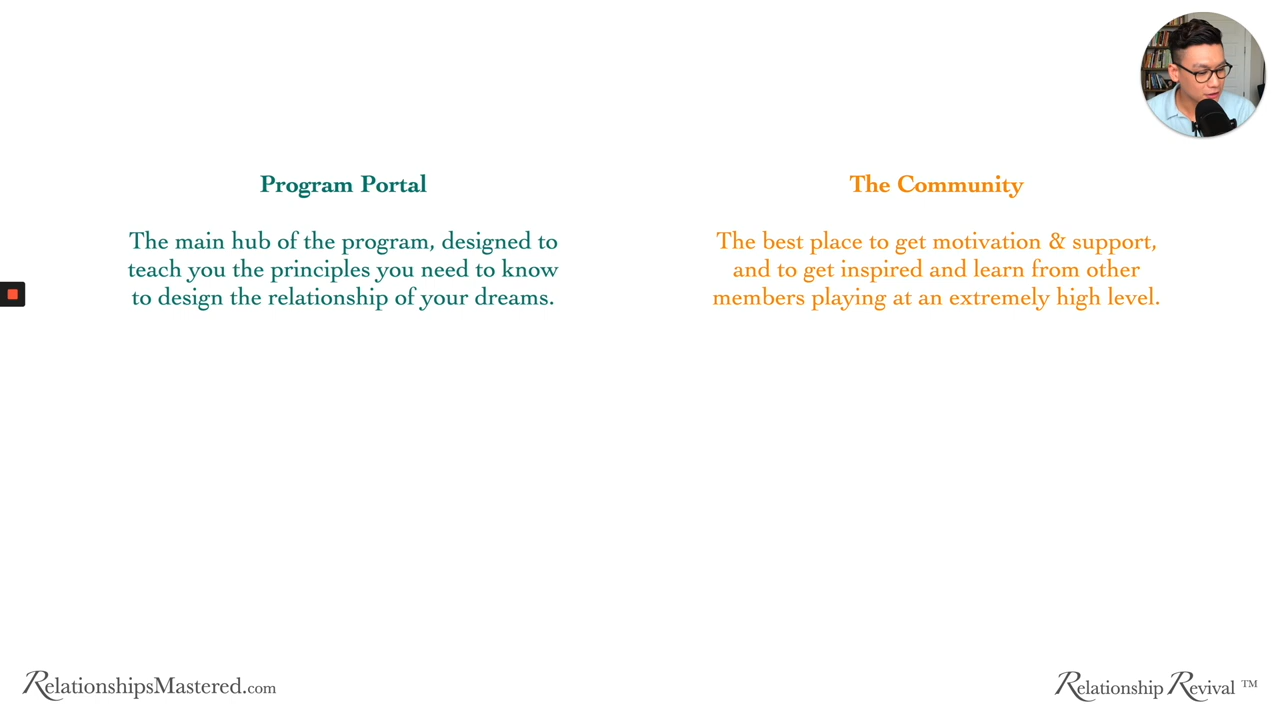 Program Portal
The main hub of the program, designed to
teach you the principles you need to know
to design the relationship of your dreams.
The Community
The best place to get motivation & support,
and to get inspired and learn from other
members playing at an extremely high level.
RelationshipsMastered.com
Relationship Revival ™